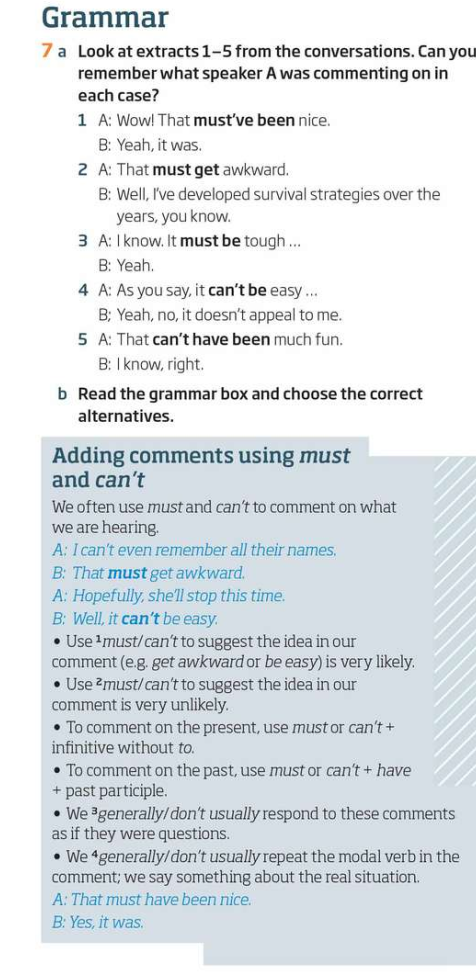 Grammar
7 a Look at extracts 1–5 from the conversations. Can you
remember what speaker A was commenting on in
each case?
1 A: Wow! That must've been nice.
B: Yeah, it was.
2 A: That must get awkward.
B: Well, I've developed survival strategies over the
years, you know.
3 A: I know. It must be tough ...
B: Yeah.
4 A: As you say, it can't be easy ...
B; Yeah, no, it doesn't appeal to me.
5 A: That can't have been much fun.
B: I know, right.
b Read the grammar box and choose the correct
alternatives.
Adding comments using must
and can't
We often use must and can't to comment on what
we are hearing.
A: I can't even remember all their names.
B: That must get awkward.
A: Hopefully, she'll stop this time.
B: Well, it can't be easy.
• Use ¹must/can't to suggest the idea in our
comment (e.g. get awkward or be easy) is very likely.
• Use ²must/can't to suggest the idea in our
comment is very unlikely.
• To comment on the present, use must or can't +
infinitive without to.
• To comment on the past, use must or can't + have
+ past participle.
• We ³generally/don't usually respond to these comments
as if they were questions.
• We ⁴generally/don't usually repeat the modal verb in the
comment; we say something about the real situation.
A: That must have been nice.
B: Yes, it was.